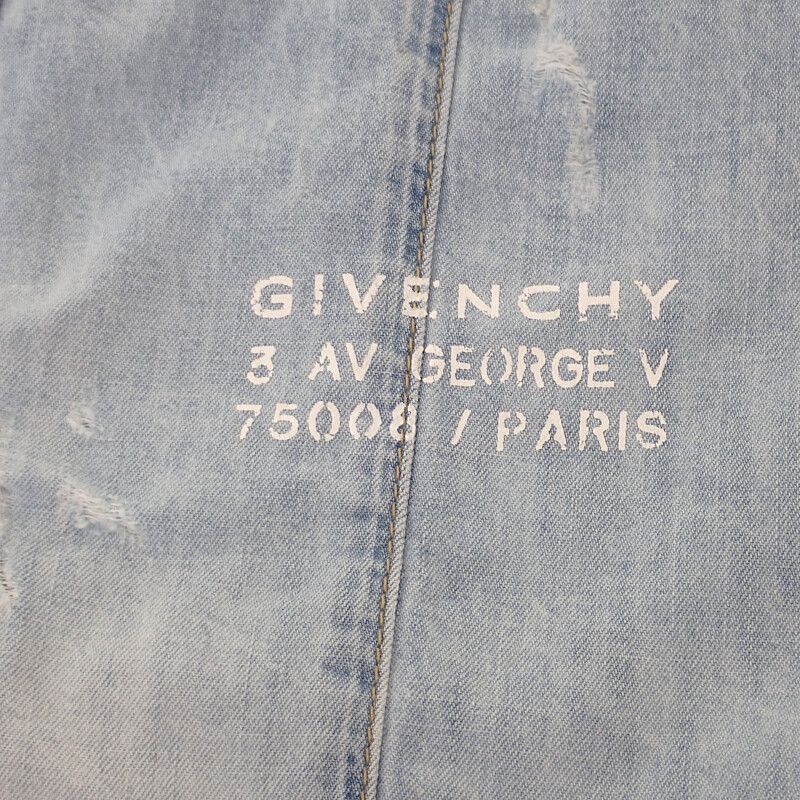 GIVENCHY
3 AV GEORGE V
75008 / PARIS